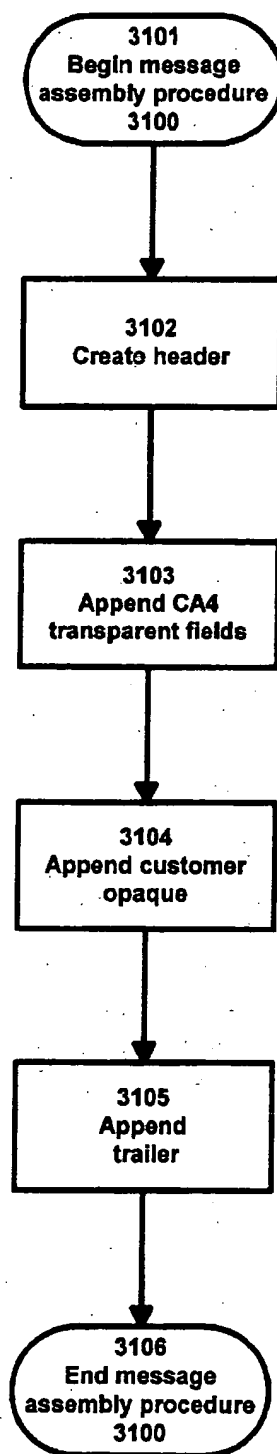 3101
Begin message
assembly procedure
3100
3102
Create header
3103
Append CA4
transparent fields
3104
Append customer
opaque
3105
Append
trailer
3106
End message
assembly procedure
3100